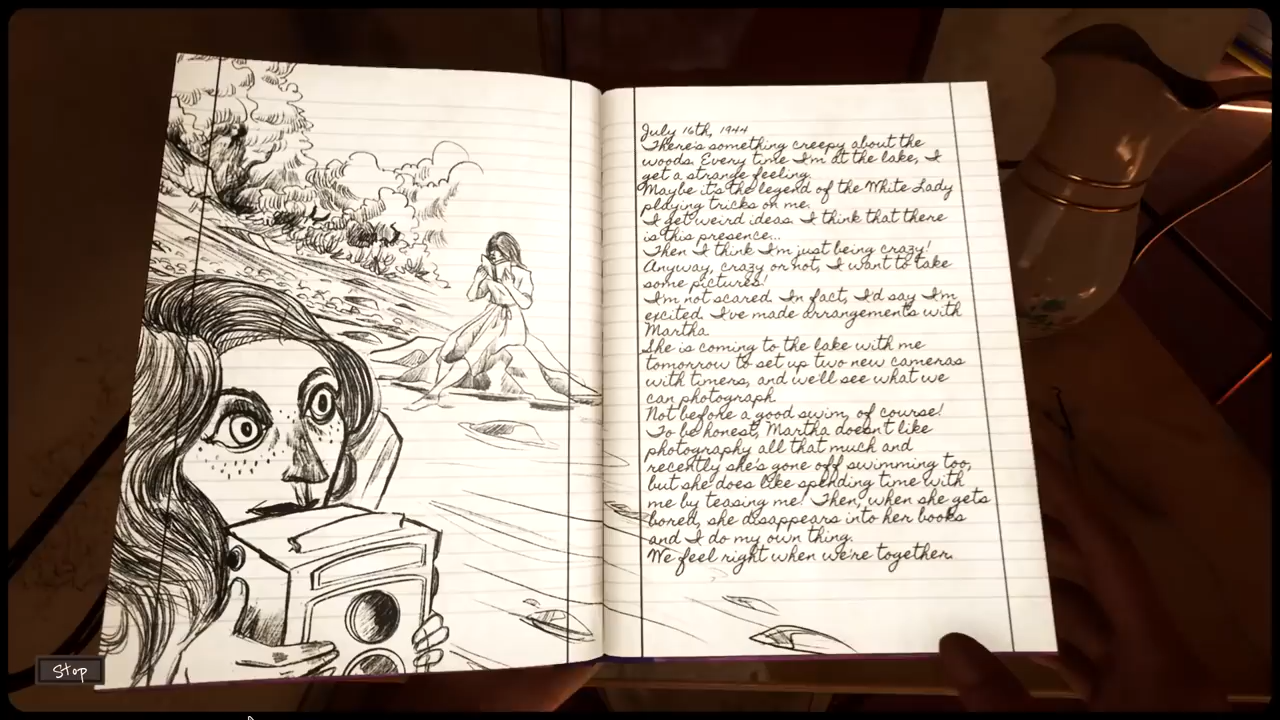 July 16th, 1944
There's something creepy about the
woods. Every time I'm at the lake, I
get a strange feeling.
Maybe it's the legend of the White Lady
playing tricks on me.
I get weird ideas. I think that there
is this presence...
Then I think I'm just being crazy!
Anyway, crazy or not, I want to take
some pictures!
I'm not scared. In fact, I'd say I'm
excited. I've made arrangements with
Martha.
She is coming to the lake with me
tomorrow to set up two new cameras
with timers, and we'll see what we
can photograph.
Not before a good swim, of course!
To be honest, Martha doesn't like
photography all that much and
recently she's gone off swimming too,
but she does like spending time with
me by teasing me! Then, when she gets
bored, she disappears into her books
and I do my own thing.
We feel right when we're together.
Stop